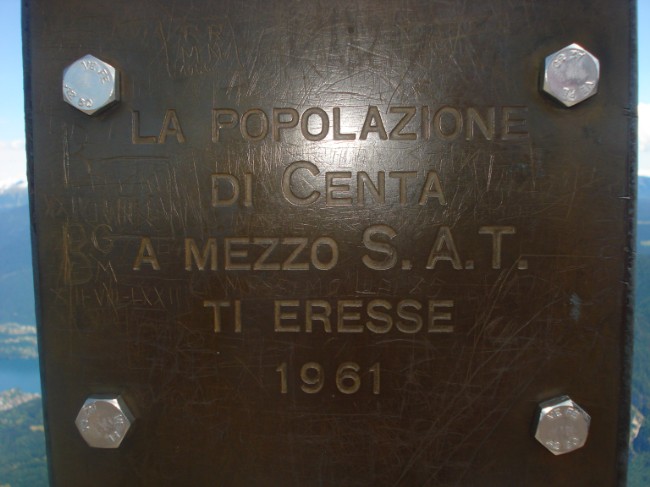 LA POPOLAZIONE
DI CENTA
A MEZZO S.A.T.
TI ERESSE
1961